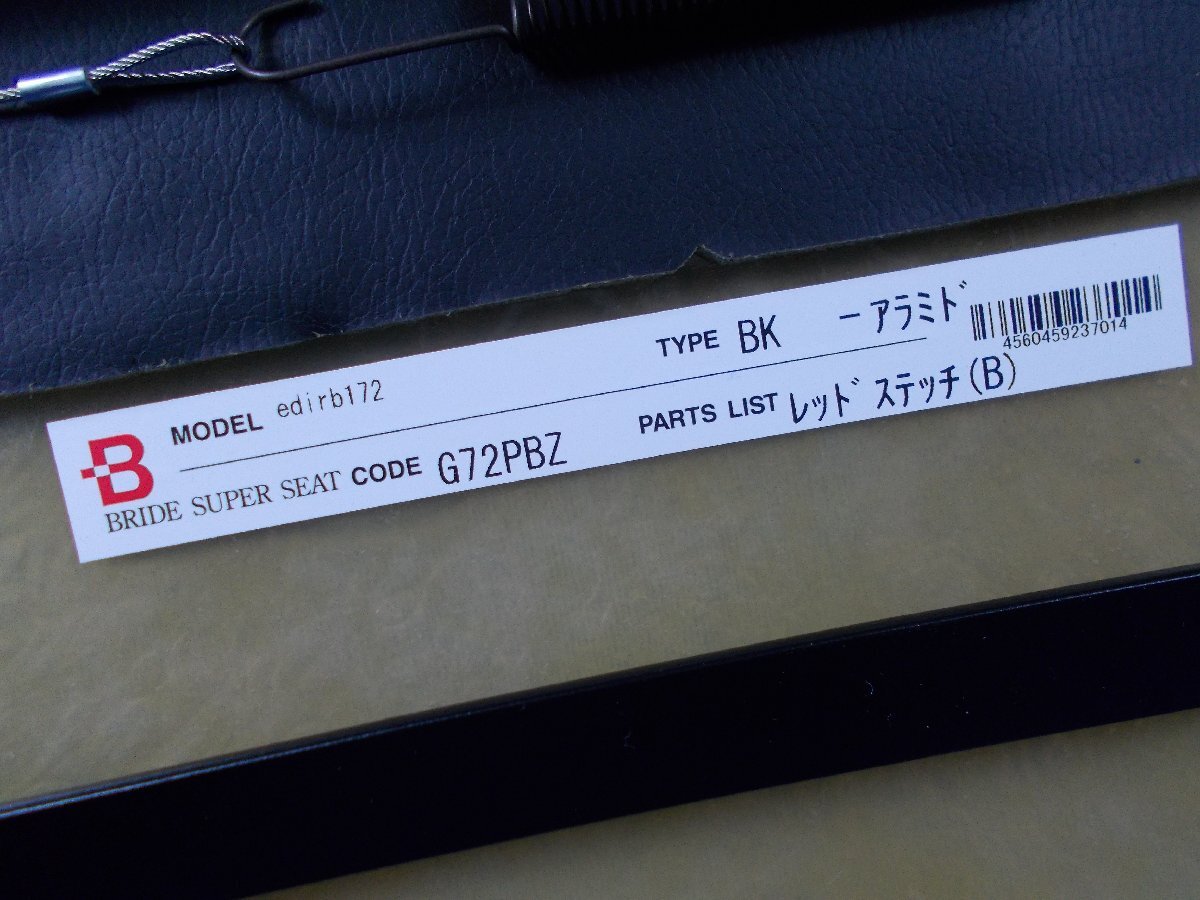 B
MODEL edirb172 TYPE BK ーアラミド
4560459237014
BRIDE SUPER SEAT CODE G72PBZ PARTS LIST レッドステッチ(B)